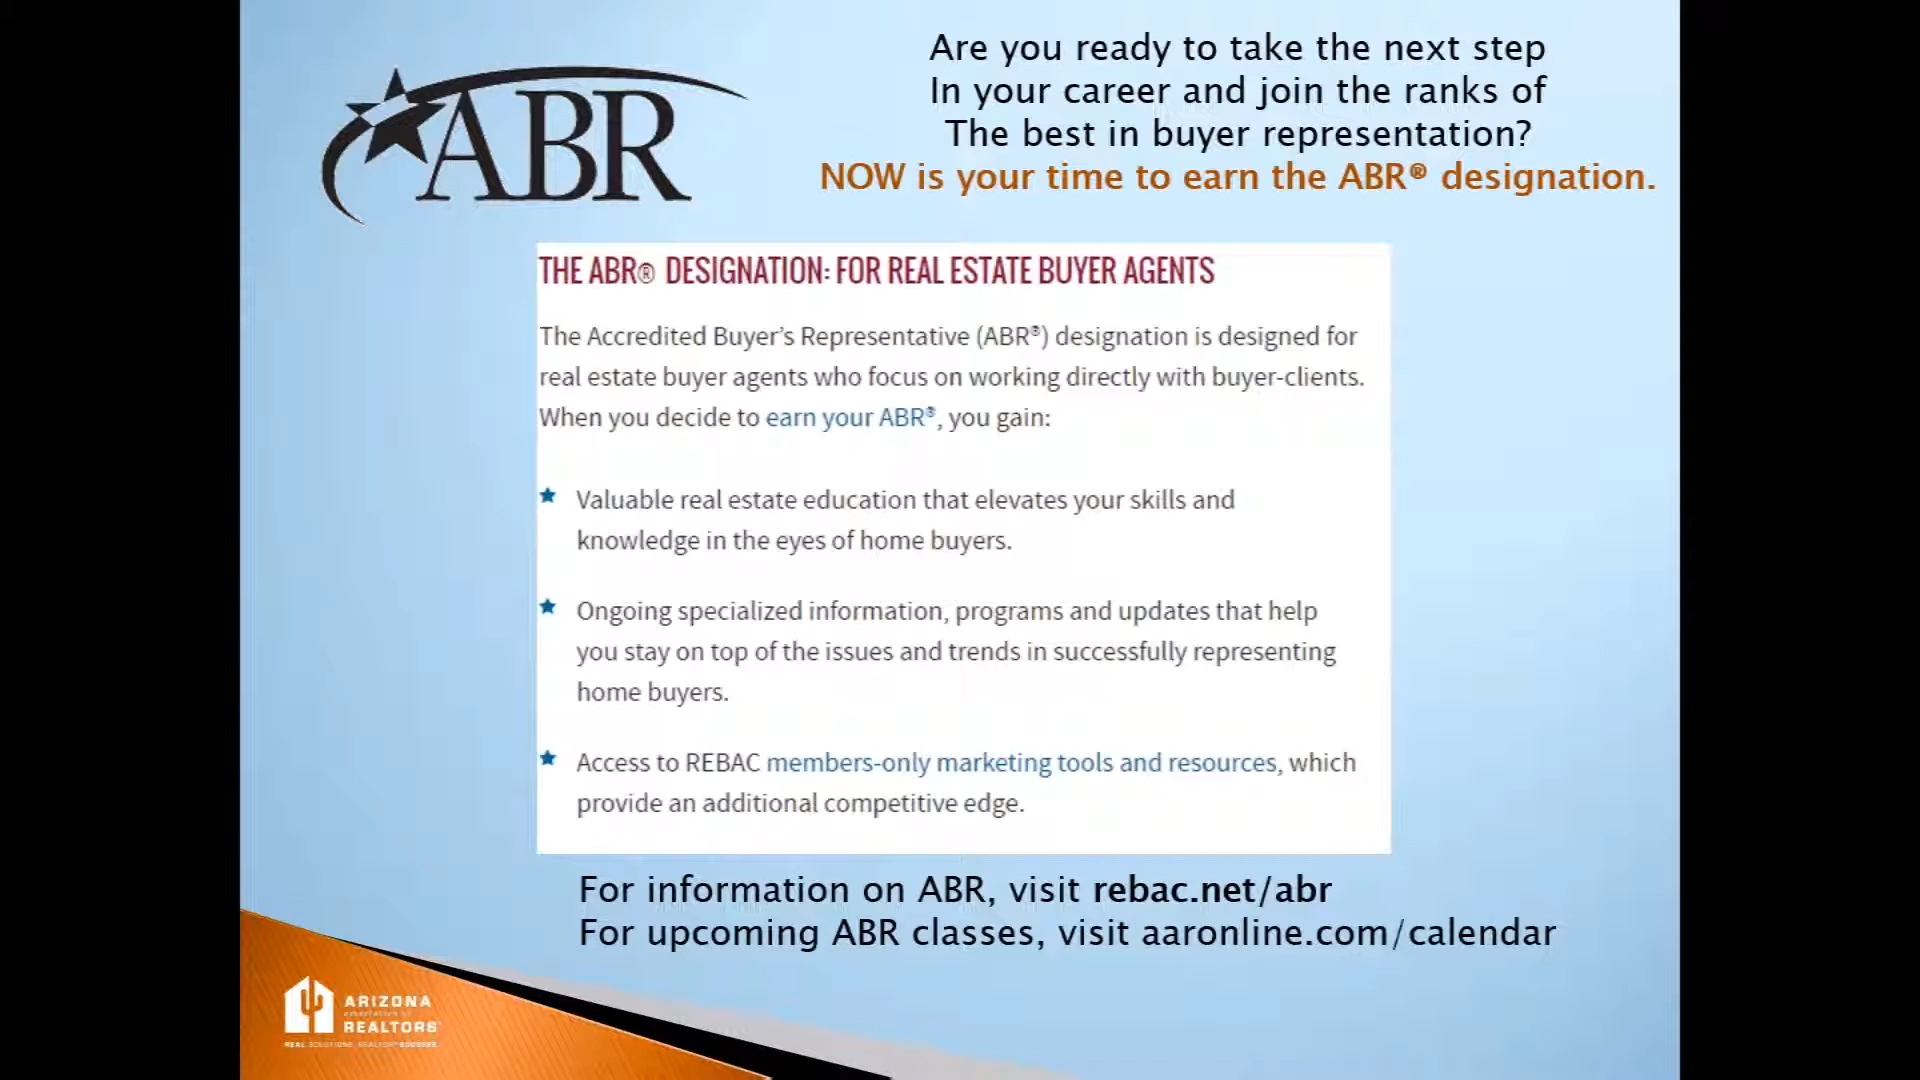 ABR
Are you ready to take the next step
In your career and join the ranks of
The best in buyer representation?
NOW is your time to earn the ABR® designation.
THE ABR® DESIGNATION: FOR REAL ESTATE BUYER AGENTS
The Accredited Buyer’s Representative (ABR®) designation is designed for
real estate buyer agents who focus on working directly with buyer-clients.
When you decide to earn your ABR®, you gain:
Valuable real estate education that elevates your skills and
knowledge in the eyes of home buyers.
Ongoing specialized information, programs and updates that help
you stay on top of the issues and trends in successfully representing
home buyers.
Access to REBAC members-only marketing tools and resources, which
provide an additional competitive edge.
For information on ABR, visit rebac.net/abr
For upcoming ABR classes, visit aaronline.com/calendar
ARIZONA
association of
REALTORS®
REAL SOLUTIONS. REALTOR® SUCCESS